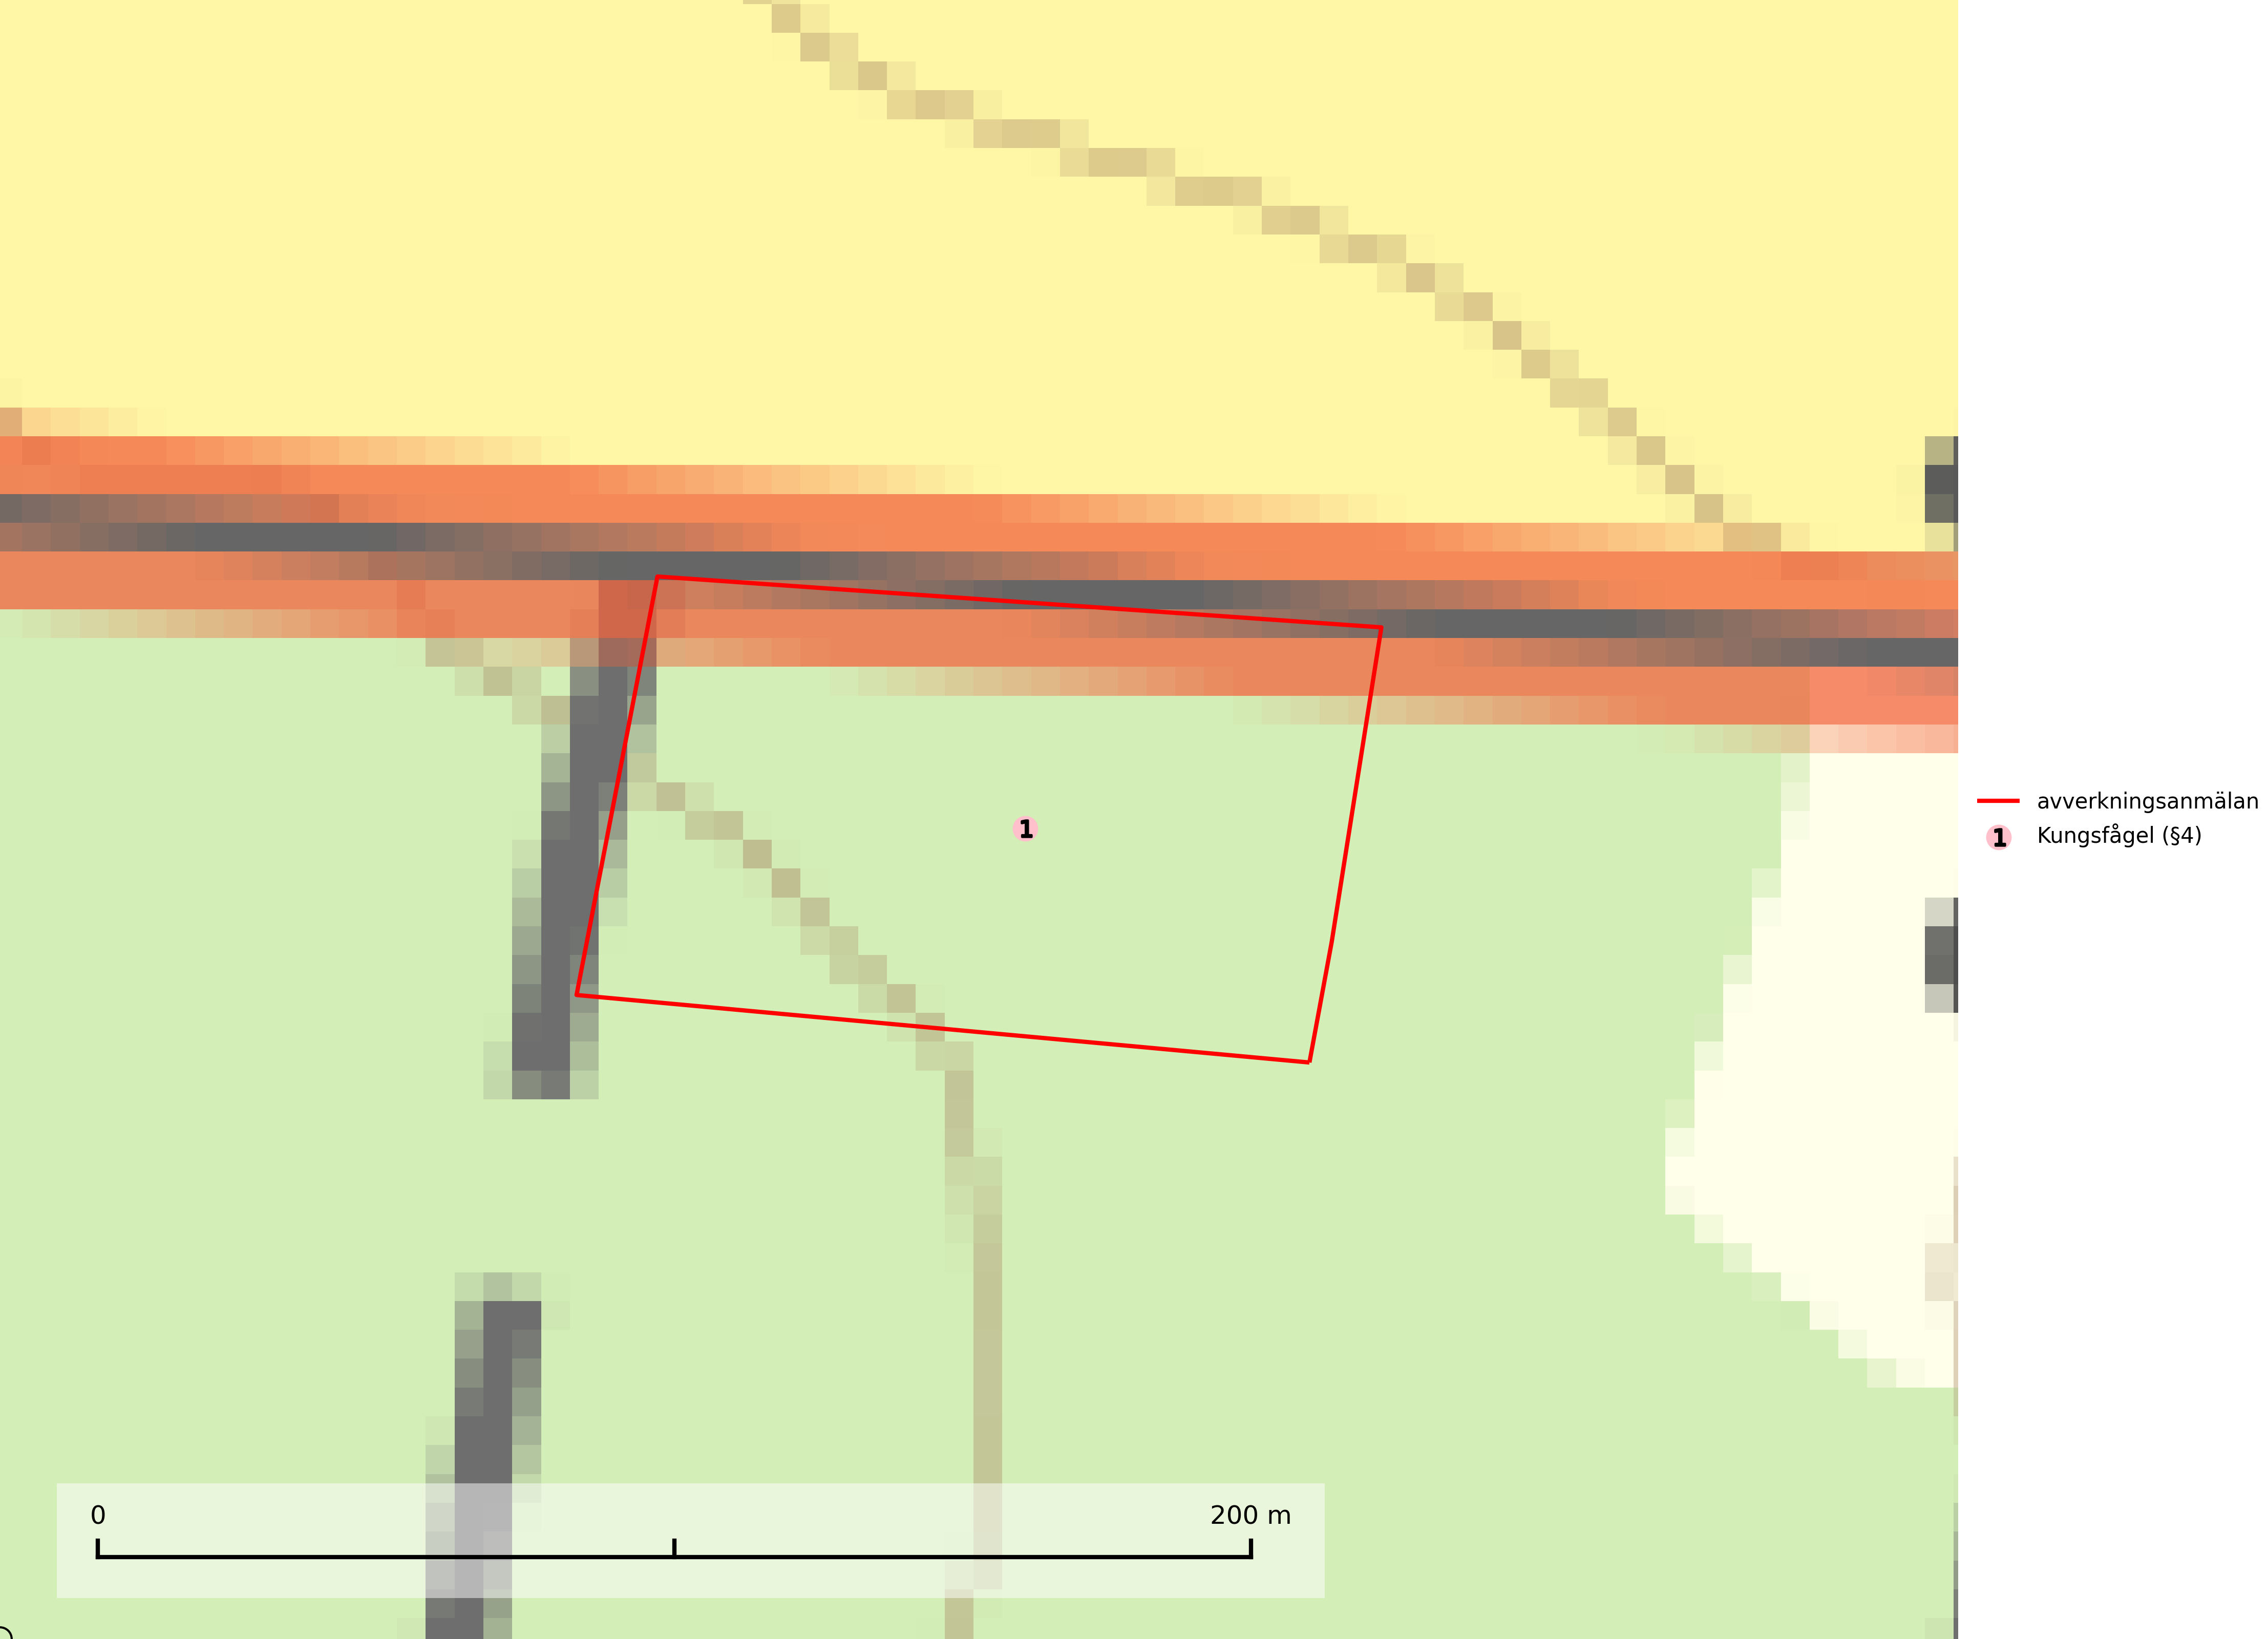 1
avverkningsanmälan
1 Kungsfågel (§4)
0 200 m